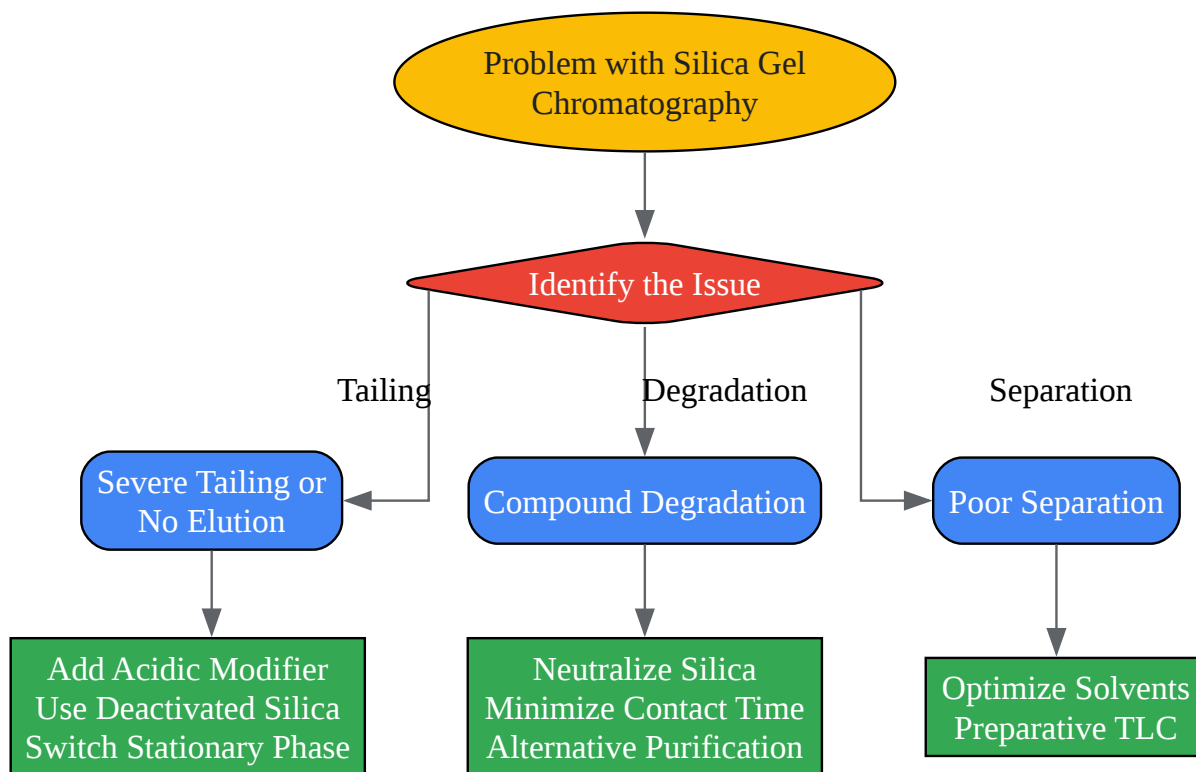 Problem with Silica Gel
Chromatography
Identify the Issue
Tailing
Degradation
Separation
Severe Tailing or
No Elution
Compound Degradation
Poor Separation
Add Acidic Modifier
Use Deactivated Silica
Switch Stationary Phase
Neutralize Silica
Minimize Contact Time
Alternative Purification
Optimize Solvents
Preparative TLC